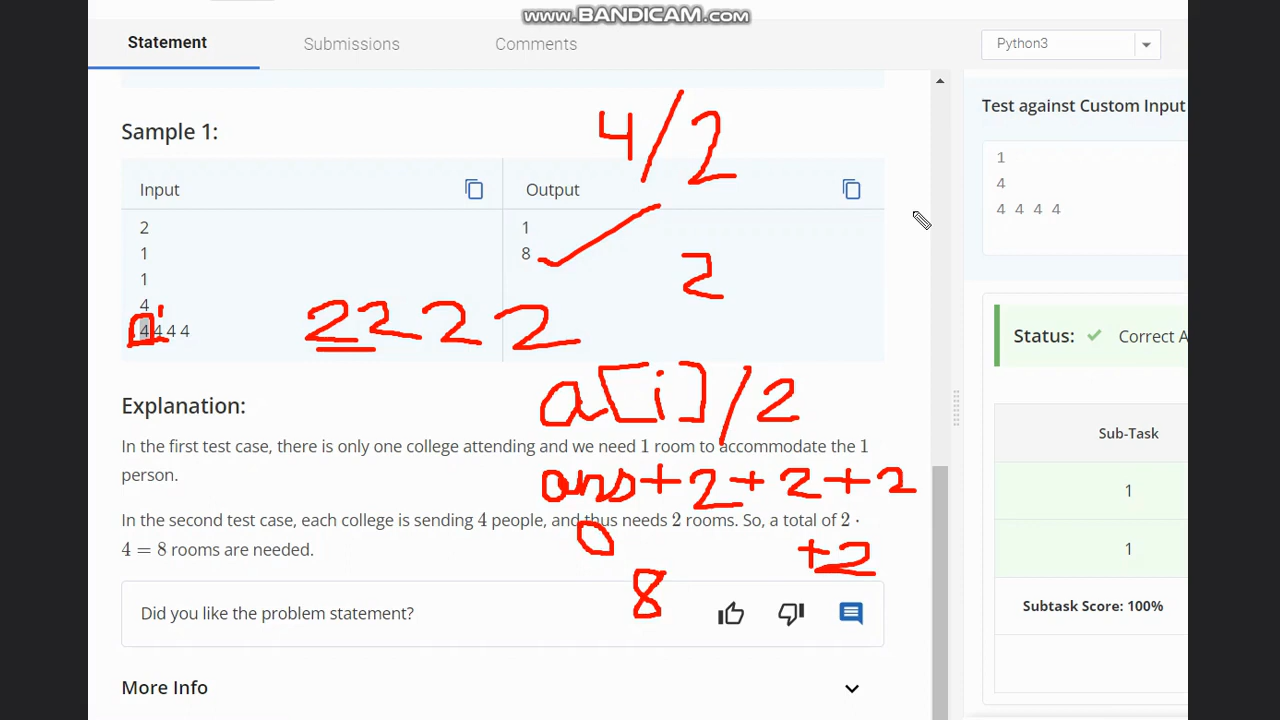 www.BANDICAM.com
Statement
Submissions
Comments
Python3
Test against Custom Input
1
4
4 4 4 4
Sample 1:
4/2
Input
Output
2
1
1
4
4 4 4 4
1
8
2
a1
2 2 2 2
a[i]/2
Status:
Correct A
Explanation:
In the first test case, there is only one college attending and we need 1 room to accommodate the 1
person.
ans+2+2+2
+2
0
8
In the second test case, each college is sending 4 people, and thus needs 2 rooms. So, a total of 2 ·
4 = 8 rooms are needed.
Sub-Task
1
1
Subtask Score: 100%
Did you like the problem statement?
More Info